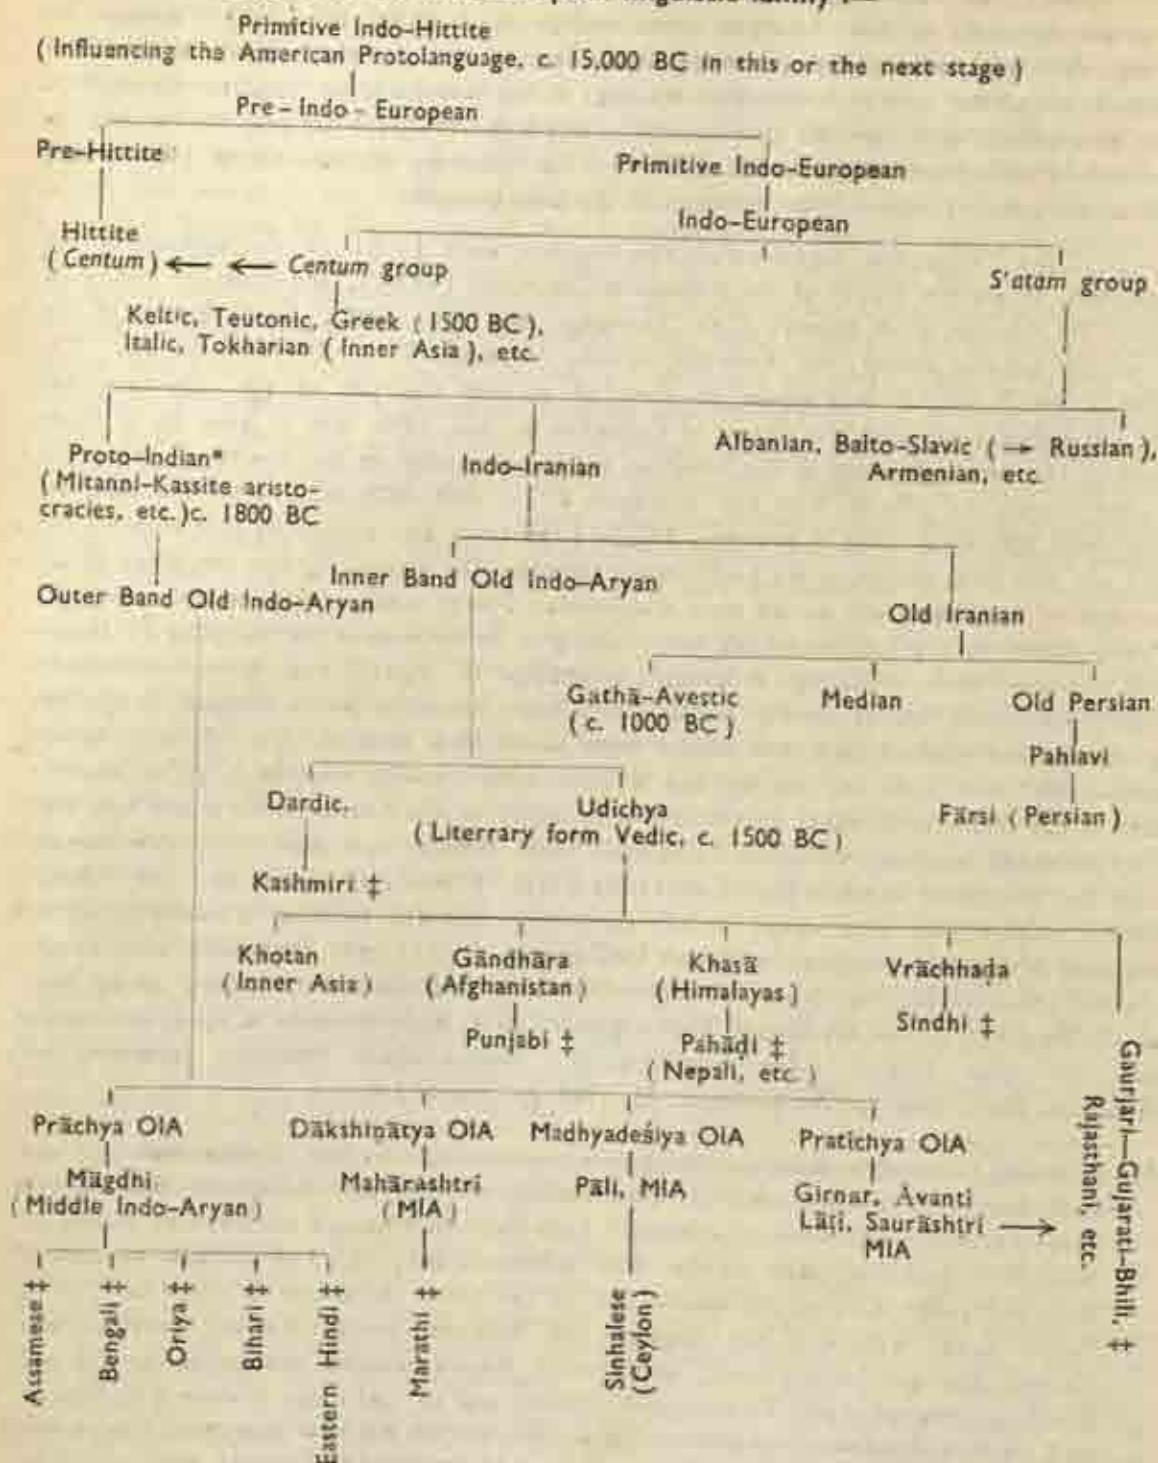 Primitive Indo-Hittite
(Influencing the American Protolanguage, c. 15,000 BC in this or the next stage)
Pre-Indo-European
Pre-Hittite
Primitive Indo-European
Indo-European
Hittite
(Centum) ← ← Centum group
S'atam group
Keltic, Teutonic, Greek (1500 BC),
Italic, Tokharian (Inner Asia), etc.
Proto-Indian*
(Mitanni-Kassite aristo-
cracies, etc.) c. 1800 BC
Indo-Iranian
Albanian, Balto-Slavic (→ Russian),
Armenian, etc.
Outer Band Old Indo-Aryan
Inner Band Old Indo-Aryan
Old Iranian
Gathā-Avestic
(c. 1000 BC)
Median
Old Persian
Pahlavi
Färsi (Persian)
Dardic.
Udichya
(Literrary form Vedic, c. 1500 BC)
Kashmiri ‡
Khotan
(Inner Asia)
Gāndhāra
(Afghanistan)
Khasā
(Himalayas)
Vrāchhaḍa
Punjabi ‡
Pahāḍi ‡
(Nepali, etc.)
Sindhi ‡
Gaurjari—Gujarati-Bhili, ‡
Rajasthani, etc.
Prāchya OIA
Dākshiṇātya OIA
Madhyadeśiya OIA
Pratichya OIA
Māgdhi
(Middle Indo-Aryan)
Mahārashtri
(MIA)
Pāli, MIA
Girnar, Avanti
Lāṭi, Saurāshtri →
MIA
Assamese ‡
Bengali ‡
Oriya ‡
Bihari ‡
Eastern Hindi ‡
Marathi ‡
Sinhalese
(Ceylon)